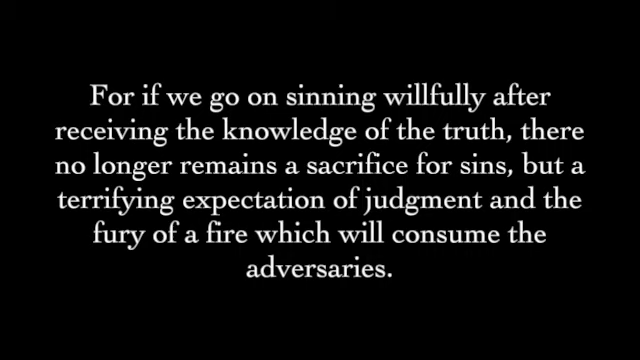 For if we go on sinning willfully after
receiving the knowledge of the truth, there
no longer remains a sacrifice for sins, but a
terrifying expectation of judgment and the
fury of a fire which will consume the
adversaries.